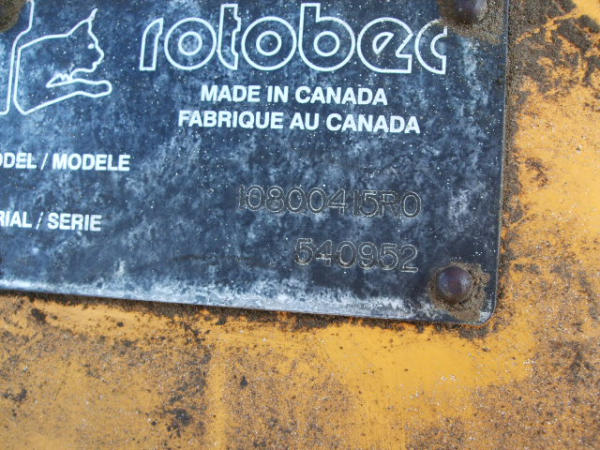 rotobec
MADE IN CANADA
FABRIQUE AU CANADA
ODEL / MODELE 10800415R0
RIAL / SERIE 540952